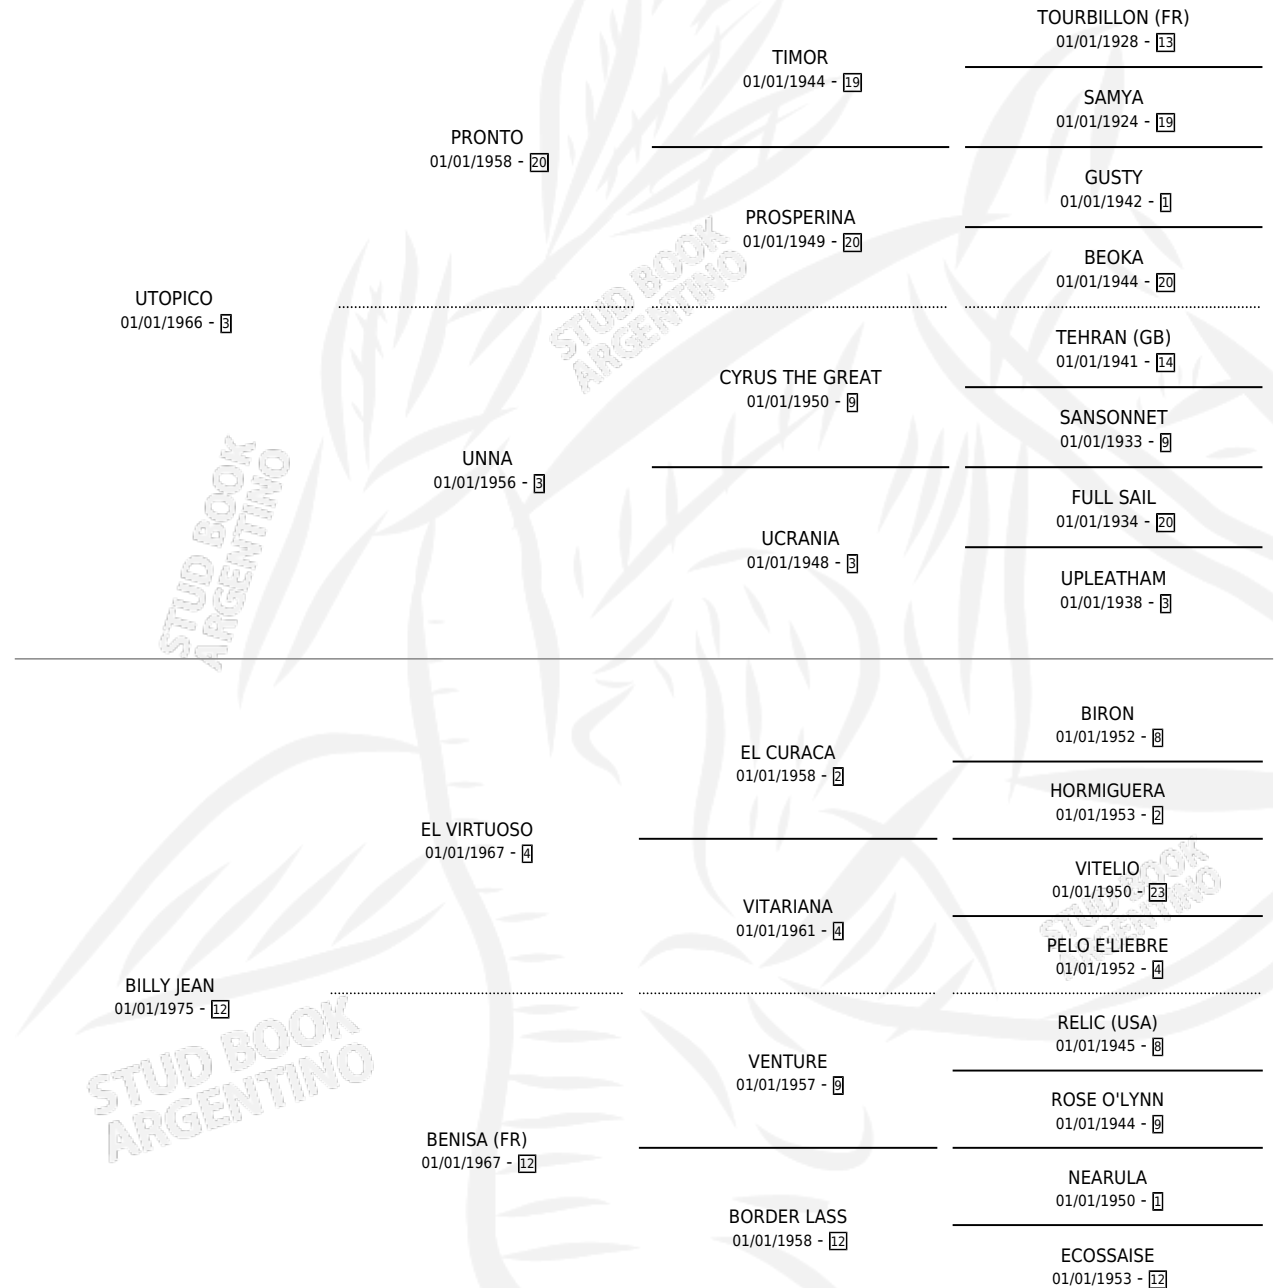 TOURBILLON (FR)
01/01/1928 - 13
TIMOR
01/01/1944 - 19
SAMYA
01/01/1924 - 19
PRONTO
01/01/1958 - 20
GUSTY
01/01/1942 - 1
PROSPERINA
01/01/1949 - 20
BEOKA
01/01/1944 - 20
UTOPICO
01/01/1966 - 3
TEHRAN (GB)
01/01/1941 - 14
CYRUS THE GREAT
01/01/1950 - 9
SANSONNET
01/01/1933 - 9
UNNA
01/01/1956 - 3
FULL SAIL
01/01/1934 - 20
UCRANIA
01/01/1948 - 3
UPLEATHAM
01/01/1938 - 3
STUD BOOK
ARGENTINO
STUD BOOK
ARGENTINO
BIRON
01/01/1952 - 8
EL CURACA
01/01/1958 - 2
HORMIGUERA
01/01/1953 - 2
EL VIRTUOSO
01/01/1967 - 4
VITELIO
01/01/1950 - 23
VITARIANA
01/01/1961 - 4
PELO E'LIEBRE
01/01/1952 - 4
BILLY JEAN
01/01/1975 - 12
RELIC (USA)
01/01/1945 - 8
VENTURE
01/01/1957 - 9
ROSE O'LYNN
01/01/1944 - 9
BENISA (FR)
01/01/1967 - 12
NEARULA
01/01/1950 - 1
BORDER LASS
01/01/1958 - 12
ECOSSAISE
01/01/1953 - 12
STUD BOOK
ARGENTINO
STUD BOOK
ARGENTINO